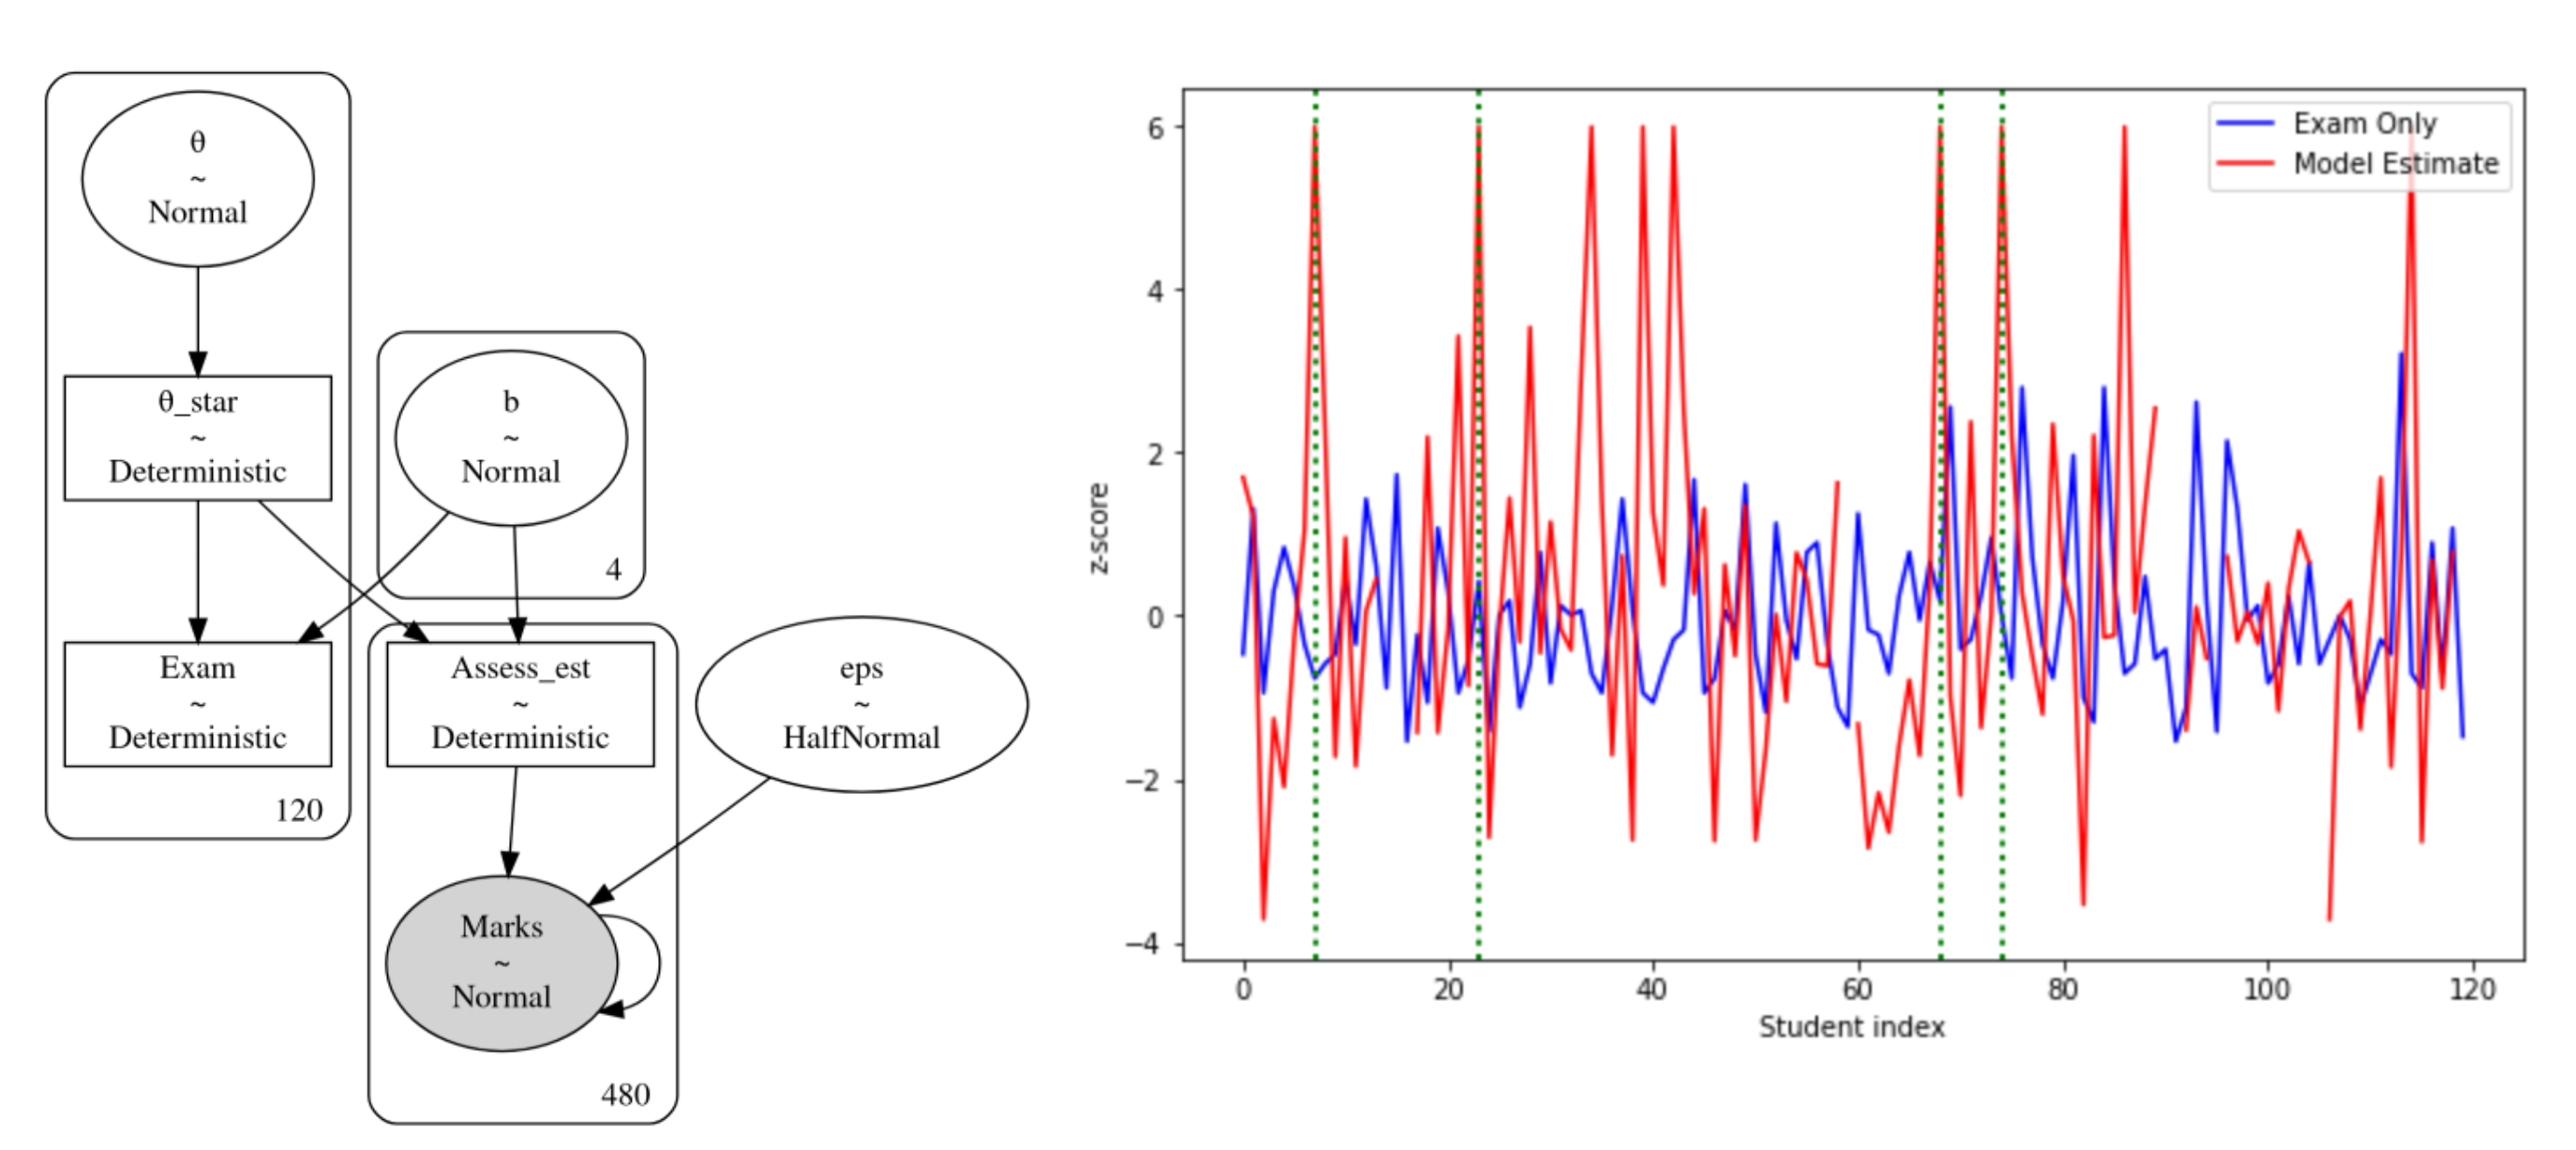 θ
~
Normal
θ_star
~
Deterministic
b
~
Normal
4
Exam
~
Deterministic
120
Assess_est
~
Deterministic
eps
~
HalfNormal
Marks
~
Normal
480
6
4
2
0
−2
−4
z-score
Exam Only
Model Estimate
0
20
40
60
80
100
120
Student index